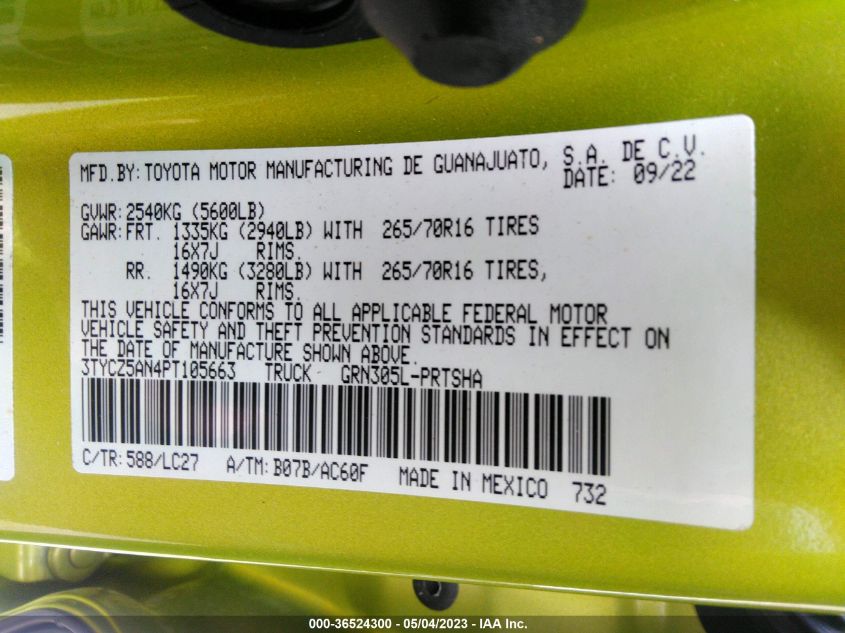 MFD.BY:TOYOTA MOTOR MANUFACTURING DE GUANAJUATO, S.A. DE C.V.
DATE: 09/22
GVWR:2540KG (5600LB)
GAWR:FRT. 1335KG (2940LB) WITH 265/70R16 TIRES
16X7J RIMS.
RR. 1490KG (3280LB) WITH 265/70R16 TIRES,
16X7J RIMS.
THIS VEHICLE CONFORMS TO ALL APPLICABLE FEDERAL MOTOR
VEHICLE SAFETY AND THEFT PREVENTION STANDARDS IN EFFECT ON
THE DATE OF MANUFACTURE SHOWN ABOVE.
3TYCZ5AN4PT105663 TRUCK GRN305L-PRTSHA
C/TR:588/LC27 A/TM:B07B/AC60F MADE IN MEXICO 732
000-36524300 - 05/04/2023 - IAA Inc.